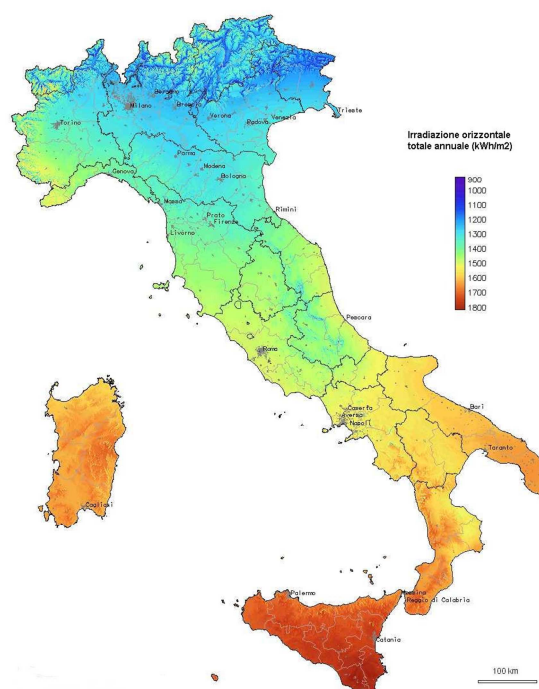 Bergamo
Milano
Brescia
Trieste
Verona
Venezia
Padova
Torino
Irradiazione orizzontale
totale annuale (kWh/m2)
Parma
Modena
Genova
Bologna
900
1000
1100
1200
1300
1400
1500
1600
1700
1800
Massa
Rimini
Prato
Firenze
Livorno
Pescara
Roma
Caserta
Aversa
Napoli
Bari
Taranto
Cagliari
Palermo
Messina
Reggio di Calabria
Catania
100 km